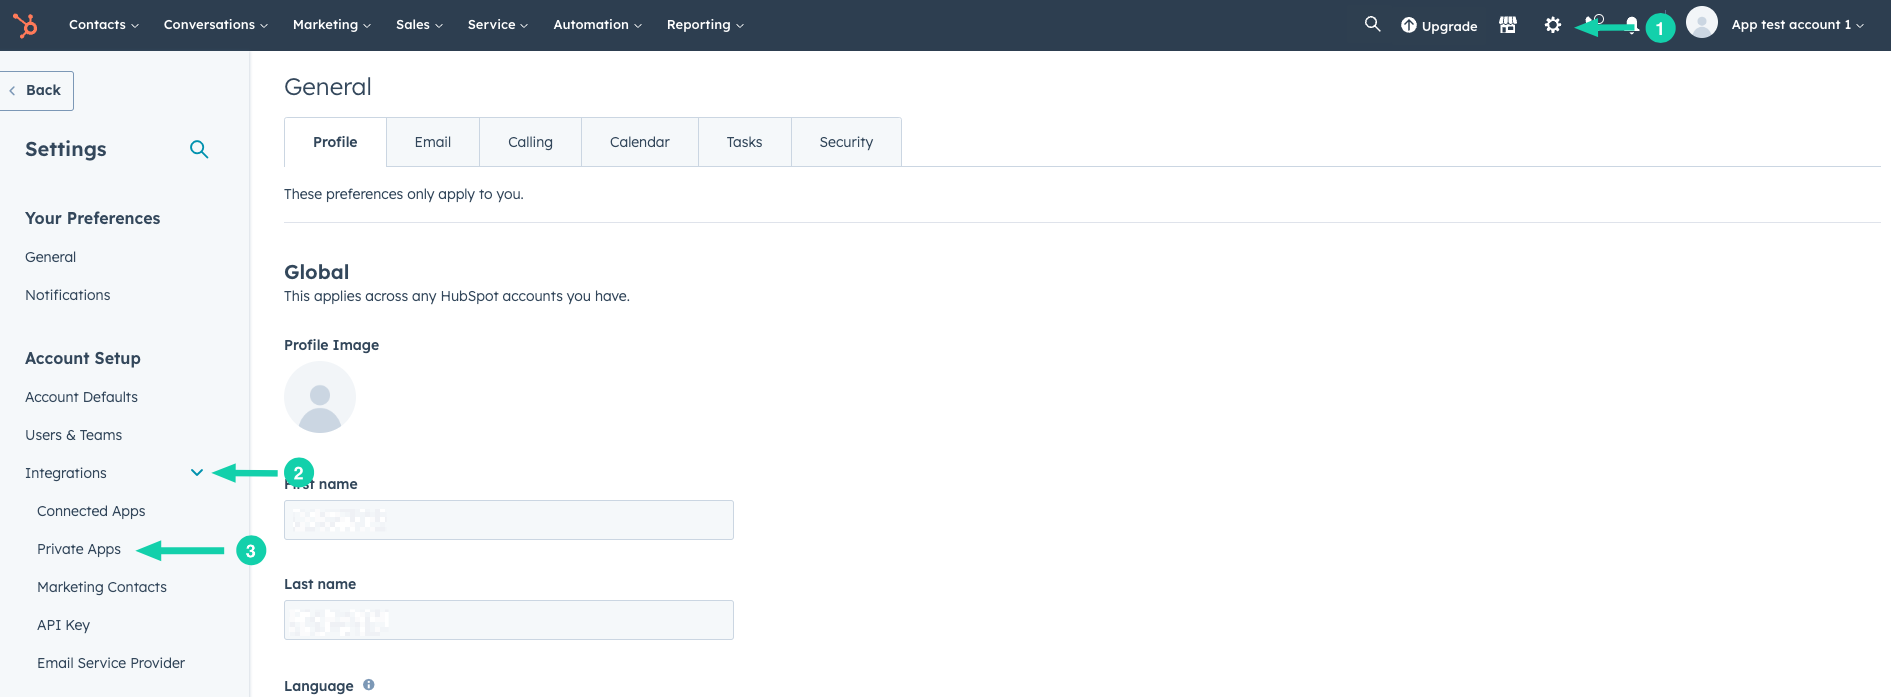 Contacts Conversations Marketing Sales Service Automation Reporting Upgrade 1 App test account 1
Back
Settings
Your Preferences
General
Notifications
Account Setup
Account Defaults
Users & Teams
Integrations
2
Connected Apps
Private Apps
3
Marketing Contacts
API Key
Email Service Provider
General
Profile Email Calling Calendar Tasks Security
These preferences only apply to you.
Global
This applies across any HubSpot accounts you have.
Profile Image
First name
Last name
Language